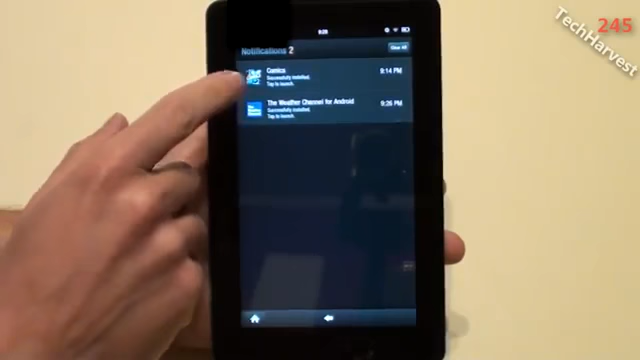 245
TechHarvest
Notifications 2
Clear All
Comics
Successfully installed.
Tap to launch.
9:14 PM
The Weather Channel for Android
Successfully installed.
Tap to launch.
9:26 PM